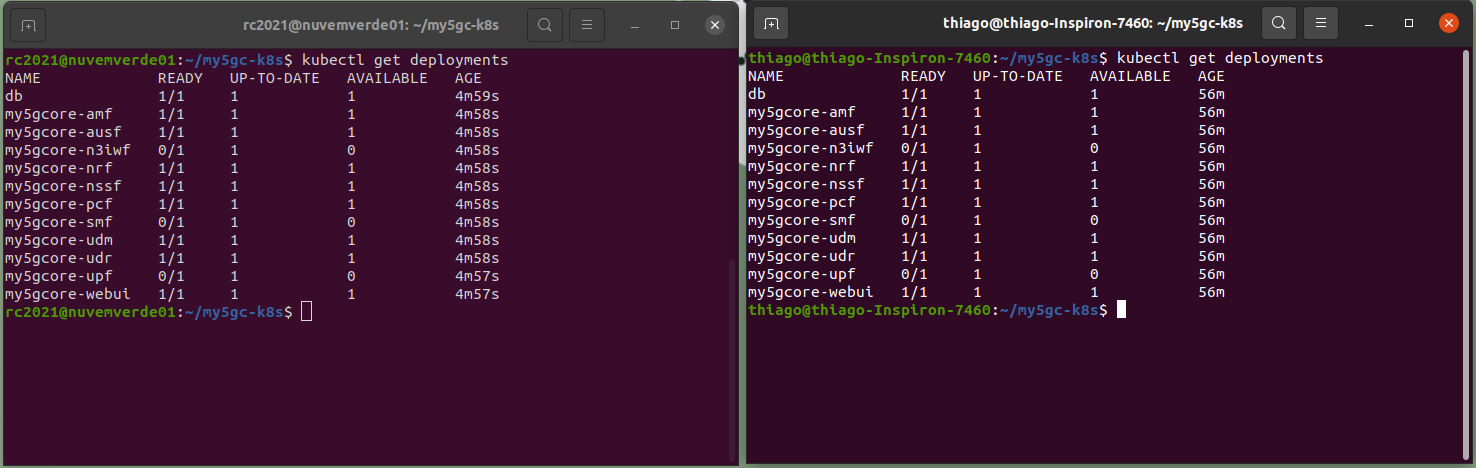 rc2021@nuvemverde01: ~/my5gc-k8s
rc2021@nuvemverde01:~/my5gc-k8s$ kubectl get deployments
NAME READY UP-TO-DATE AVAILABLE AGE
db 1/1 1 1 4m59s
my5gcore-amf 1/1 1 1 4m58s
my5gcore-ausf 1/1 1 1 4m58s
my5gcore-n3iwf 0/1 1 0 4m58s
my5gcore-nrf 1/1 1 1 4m58s
my5gcore-nssf 1/1 1 1 4m58s
my5gcore-pcf 1/1 1 1 4m58s
my5gcore-smf 0/1 1 0 4m58s
my5gcore-udm 1/1 1 1 4m58s
my5gcore-udr 1/1 1 1 4m58s
my5gcore-upf 0/1 1 0 4m57s
my5gcore-webui 1/1 1 1 4m57s
rc2021@nuvemverde01:~/my5gc-k8s$
thiago@thiago-Inspiron-7460: ~/my5gc-k8s
thiago@thiago-Inspiron-7460:~/my5gc-k8s$ kubectl get deployments
NAME READY UP-TO-DATE AVAILABLE AGE
db 1/1 1 1 56m
my5gcore-amf 1/1 1 1 56m
my5gcore-ausf 1/1 1 1 56m
my5gcore-n3iwf 0/1 1 0 56m
my5gcore-nrf 1/1 1 1 56m
my5gcore-nssf 1/1 1 1 56m
my5gcore-pcf 1/1 1 1 56m
my5gcore-smf 0/1 1 0 56m
my5gcore-udm 1/1 1 1 56m
my5gcore-udr 1/1 1 1 56m
my5gcore-upf 0/1 1 0 56m
my5gcore-webui 1/1 1 1 56m
thiago@thiago-Inspiron-7460:~/my5gc-k8s$